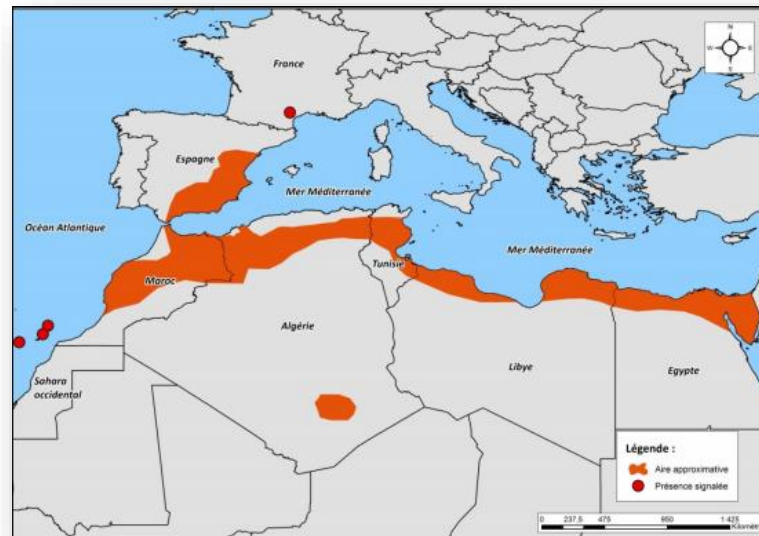 N
W E
S
France
Espagne
Mer Méditerranée
Océan Atlantique
Mer Méditerranée
Tunisie
Maroc
Algérie
Libye
Egypte
Sahara
occidental
Légende :
Aire approximative
Présence signalée
0 237,5 475 950 1 425
Kilomèt